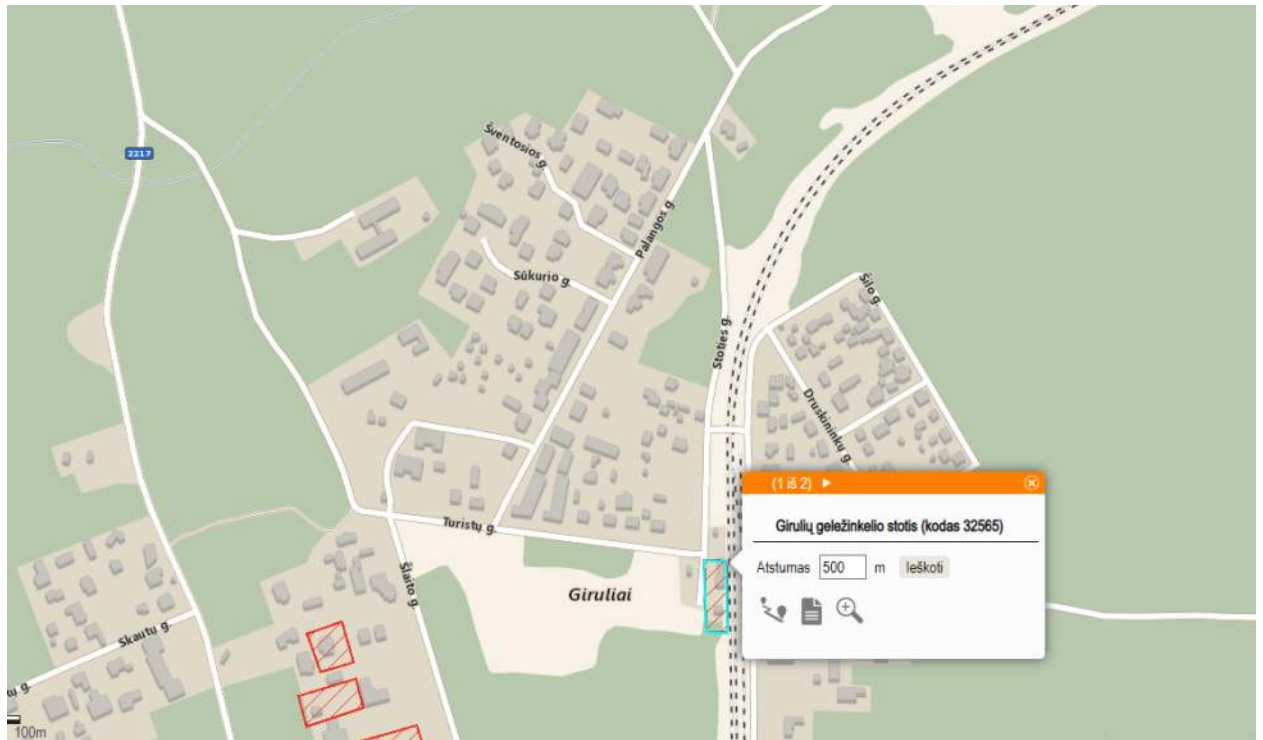 Šventosios g.
2217
Palangos g.
Sūkurio g.
Šilo g.
Stoties g.
Druskininkų g.
(1 iš 2)
Girulių geležinkelio stotis (kodas 32565)
Turistų g.
Atstumas 500 m Ieškoti
Šlaito g.
Giruliai
Skautų g.
tų g.
100m